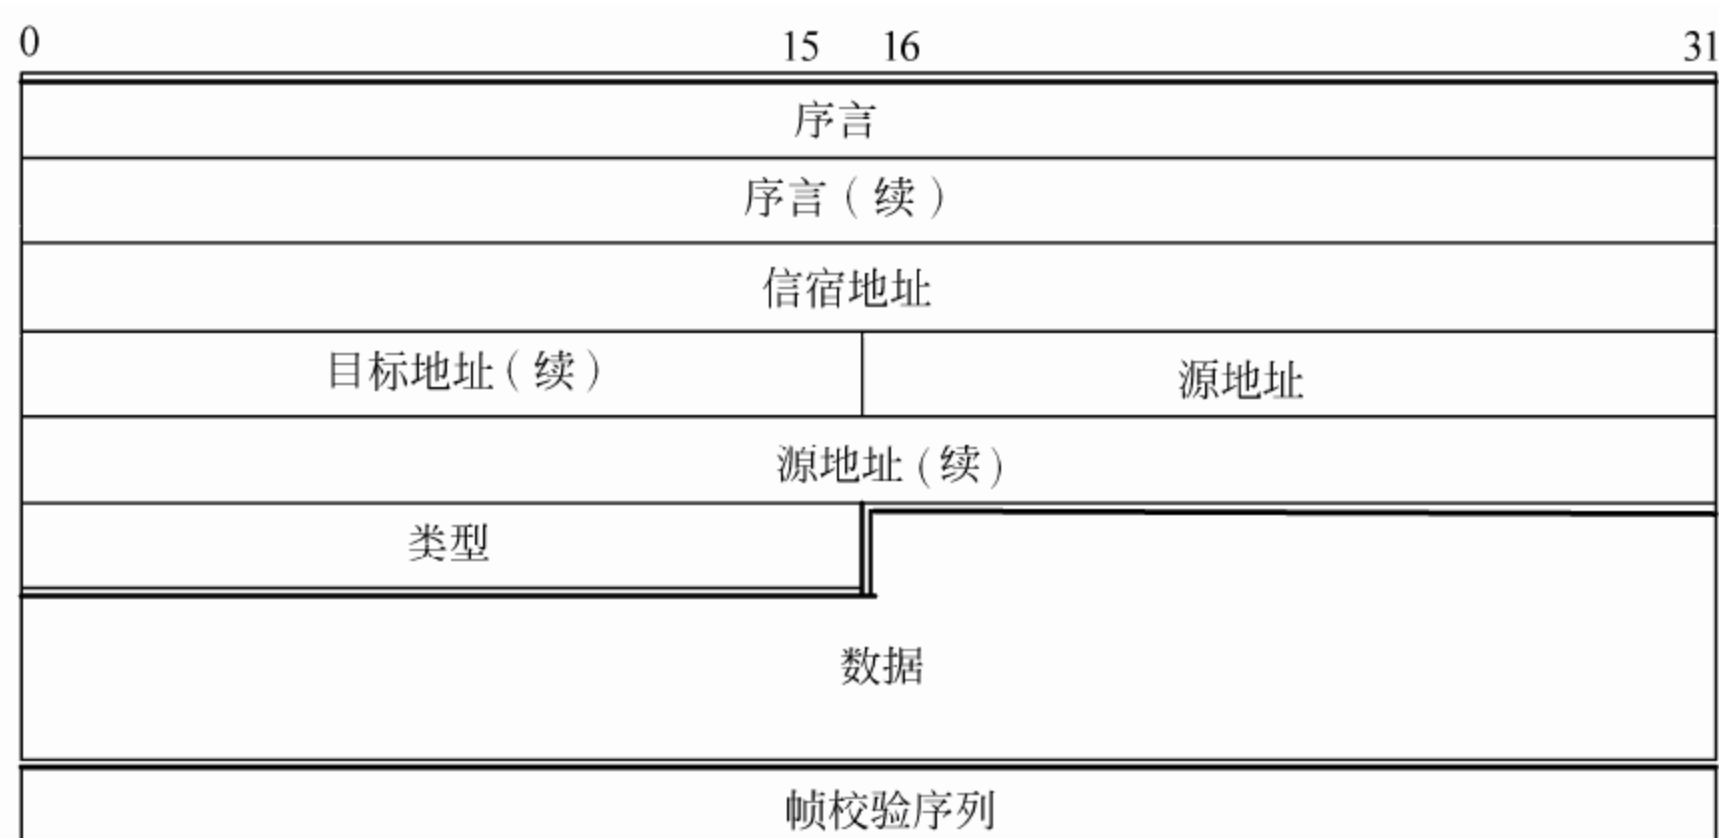 0 15 16 31
序言
序言（续）
信宿地址
目标地址（续） 源地址
源地址（续）
类型
数据
帧校验序列